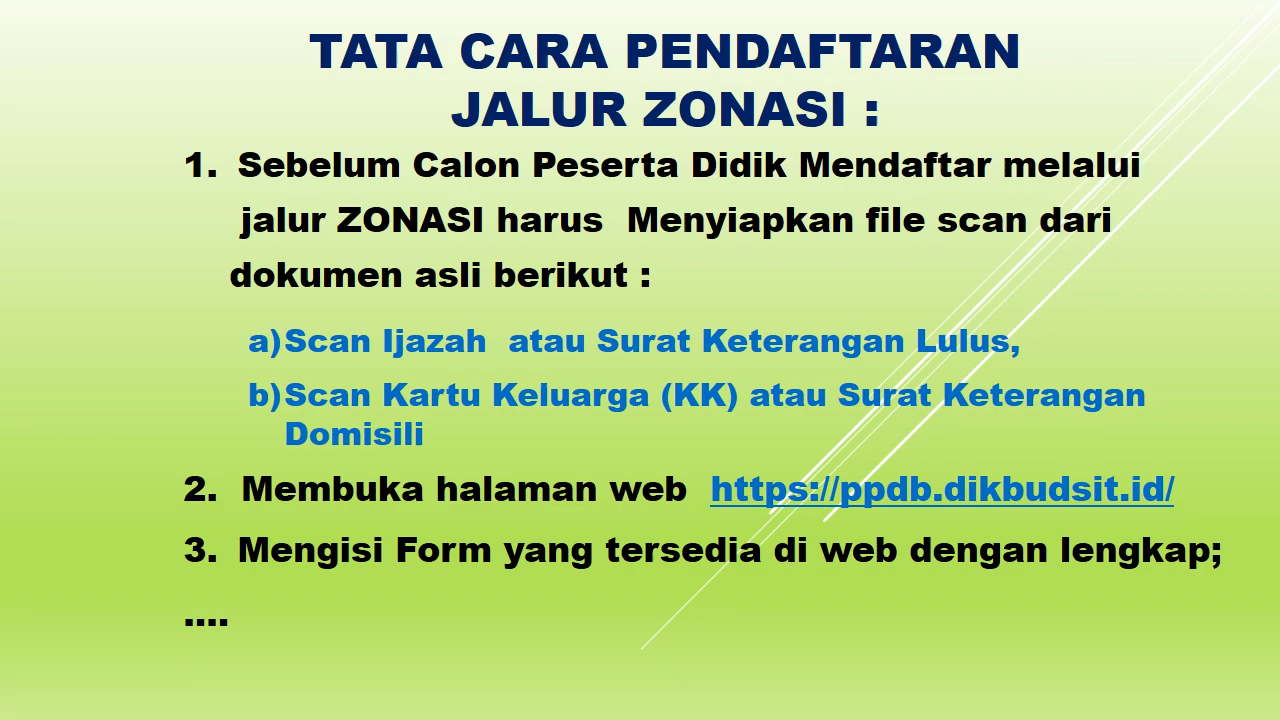 TATA CARA PENDAFTARAN
JALUR ZONASI :
1. Sebelum Calon Peserta Didik Mendaftar melalui
jalur ZONASI harus Menyiapkan file scan dari
dokumen asli berikut :
a) Scan Ijazah atau Surat Keterangan Lulus,
b) Scan Kartu Keluarga (KK) atau Surat Keterangan
Domisili
2. Membuka halaman web https://ppdb.dikbudsit.id/
3. Mengisi Form yang tersedia di web dengan lengkap;
....